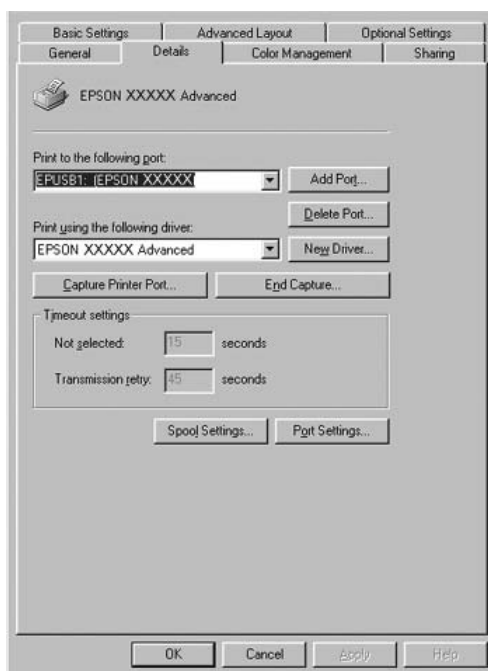 Basic Settings Advanced Layout Optional Settings
General Details Color Management Sharing
EPSON XXXXX Advanced
Print to the following port:
EPUSB1: (EPSON XXXXX
Add Port...
Delete Port...
Print using the following driver:
EPSON XXXXX Advanced
New Driver...
Capture Printer Port... End Capture...
Timeout settings
Not selected: 15 seconds
Transmission retry: 45 seconds
Spool Settings... Port Settings...
OK Cancel Apply Help